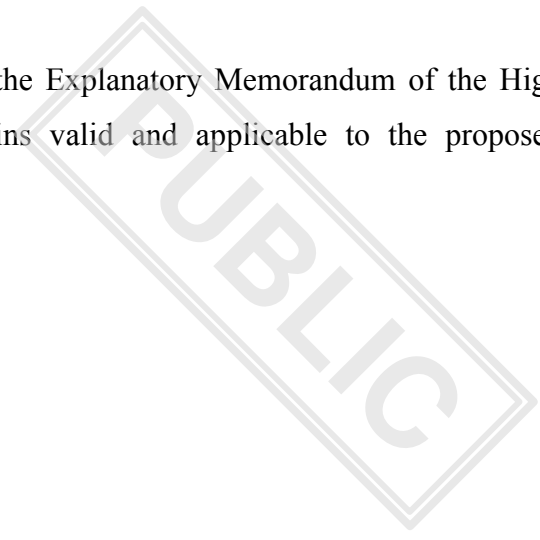 the Explanatory Memorandum of the Hig
ins valid and applicable to the propose
PUBLIC